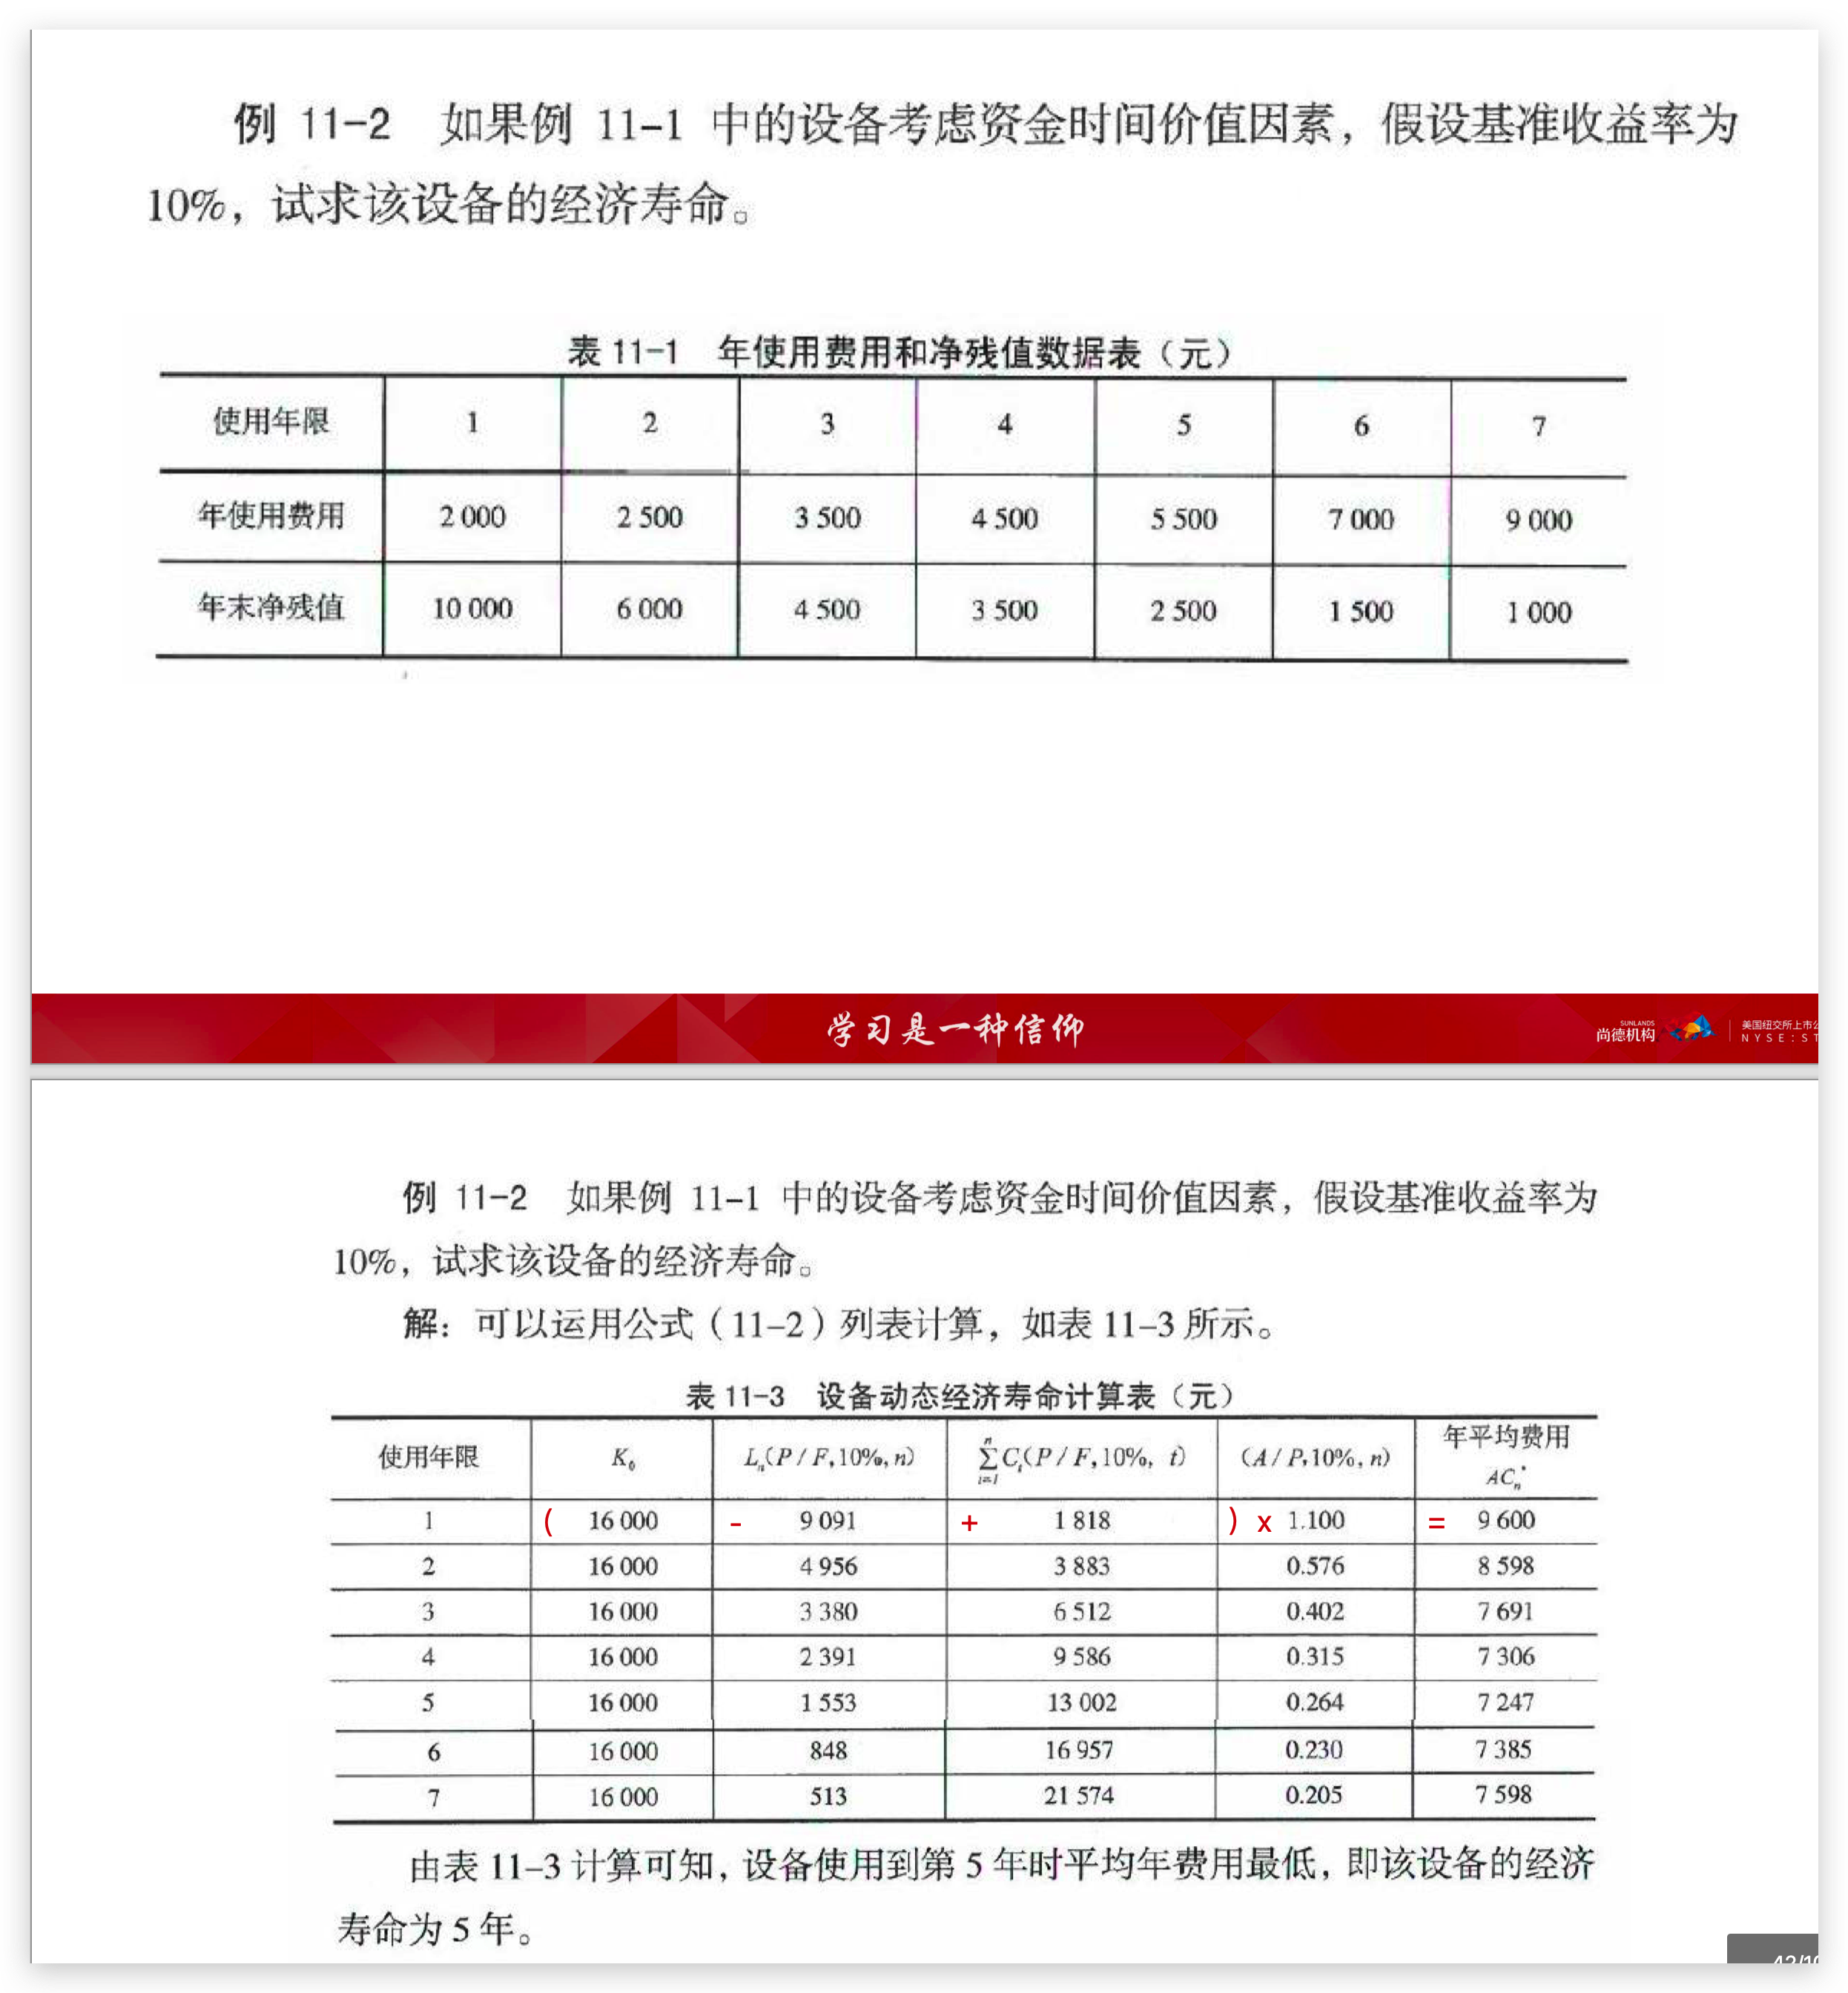 例 11-2 如果例 11-1 中的设备考虑资金时间价值因素，假设基准收益率为
10%，试求该设备的经济寿命。
表 11-1 年使用费用和净残值数据表（元）
使用年限 1 2 3 4 5 6 7
年使用费用 2 000 2 500 3 500 4 500 5 500 7 000 9 000
年末净残值 10 000 6 000 4 500 3 500 2 500 1 500 1 000
学习是一种信仰
SUNLANDS
尚德机构
美国纽交所上市
NYSE: ST
例 11-2 如果例 11-1 中的设备考虑资金时间价值因素，假设基准收益率为
10%，试求该设备的经济寿命。
解：可以运用公式（11-2）列表计算，如表 11-3 所示。
表 11-3 设备动态经济寿命计算表（元）
使用年限 K₀ Lₙ(P/F,10%,n) ∑ⁿᵢ₌₁Cₜ(P/F,10%, t) (A/P,10%,n) 年平均费用
ACₙ*
1 ( 16 000 - 9 091 + 1 818 ) x 1.100 = 9 600
2 16 000 4 956 3 883 0.576 8 598
3 16 000 3 380 6 512 0.402 7 691
4 16 000 2 391 9 586 0.315 7 306
5 16 000 1 553 13 002 0.264 7 247
6 16 000 848 16 957 0.230 7 385
7 16 000 513 21 574 0.205 7 598
由表 11-3 计算可知，设备使用到第 5 年时平均年费用最低，即该设备的经济
寿命为 5 年。